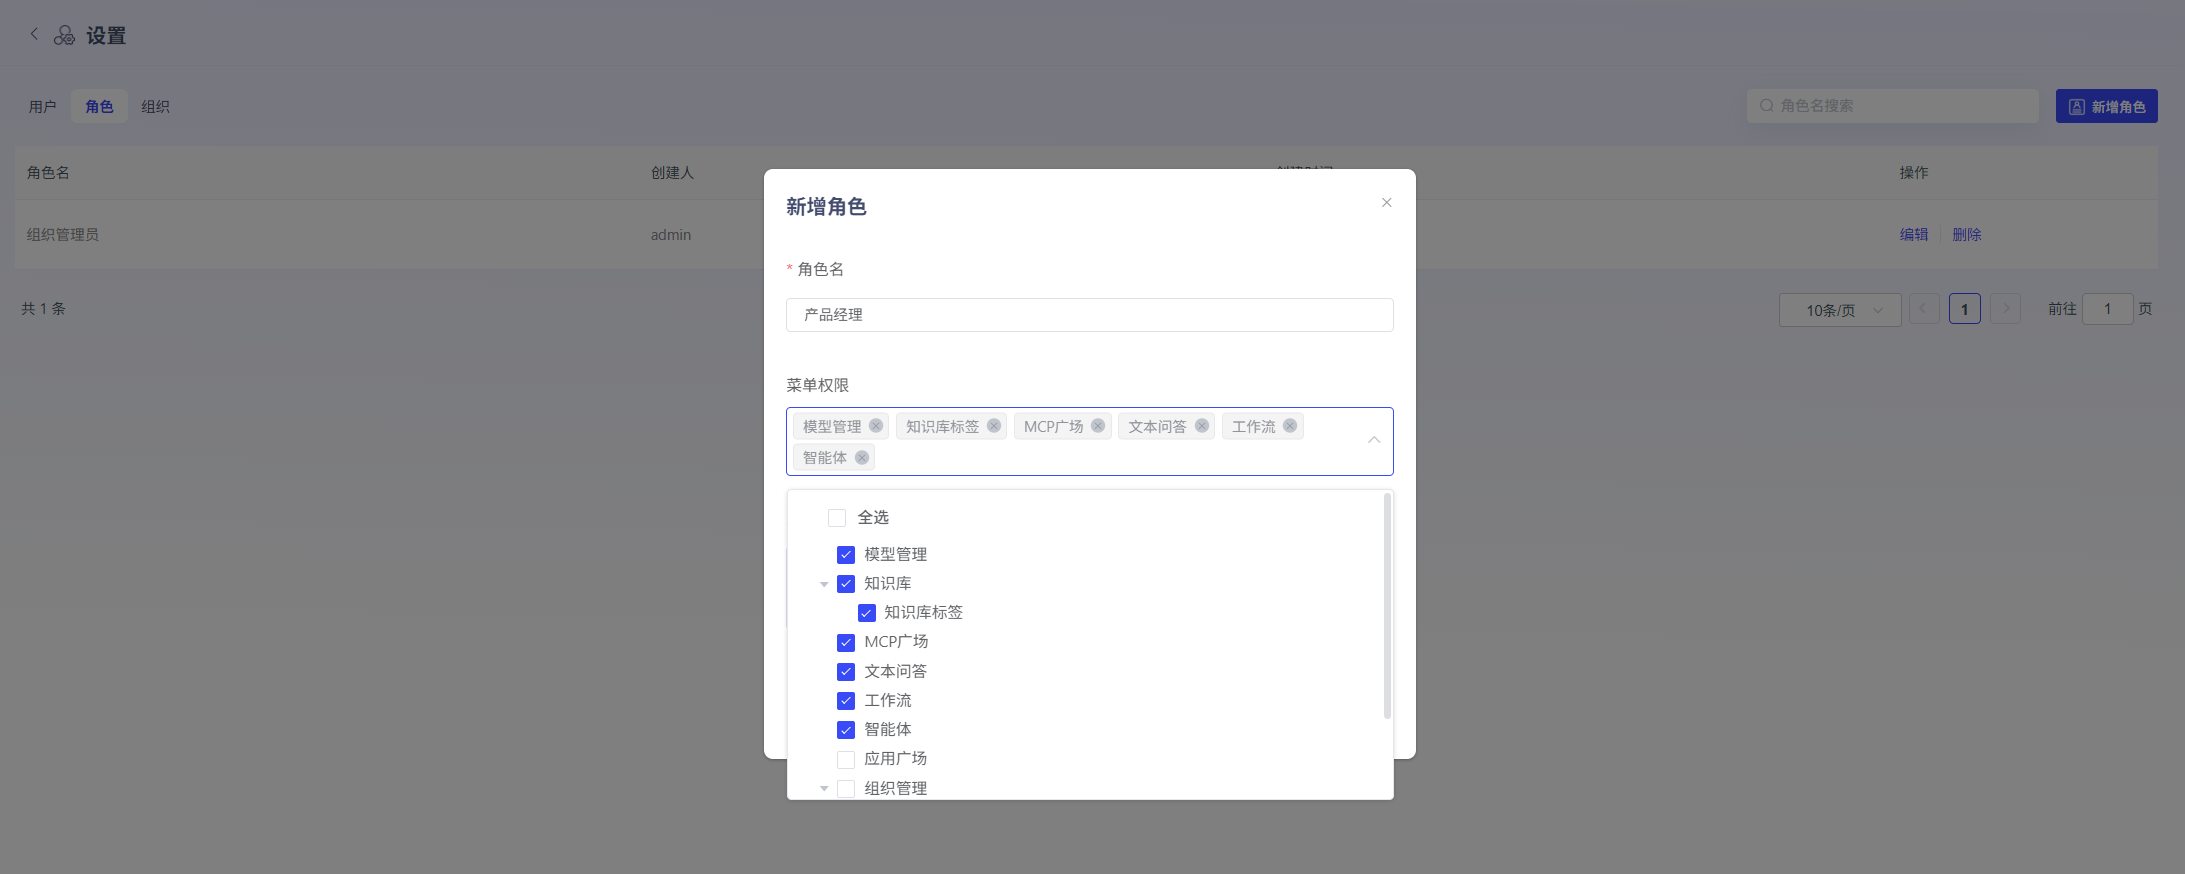 设置
用户 角色 组织 角色名搜索 新增角色
角色名 创建人 操作
组织管理员 admin 编辑 删除
共 1 条 10条/页 1 前往 1 页
新增角色
* 角色名
产品经理
菜单权限
模型管理 知识库标签 MCP广场 文本问答 工作流
智能体
全选
模型管理
知识库
知识库标签
MCP广场
文本问答
工作流
智能体
应用广场
组织管理